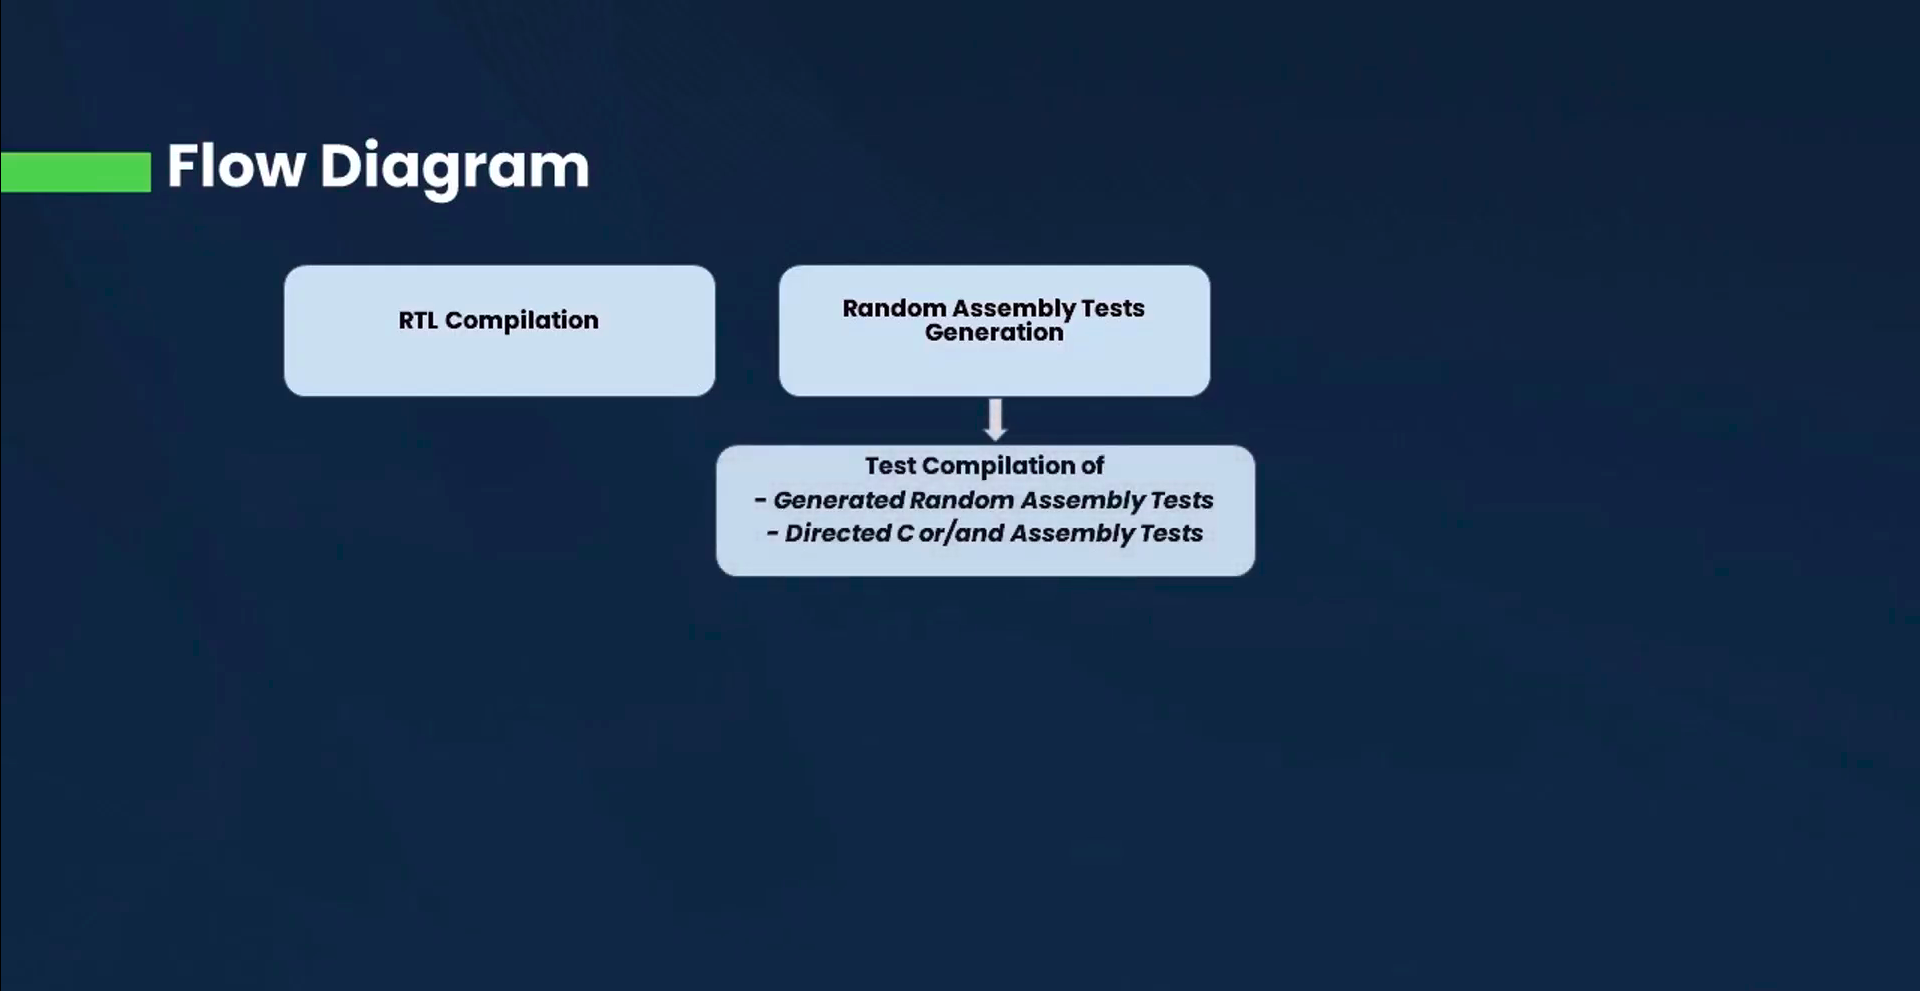 Flow Diagram
RTL Compilation
Random Assembly Tests
Generation
Test Compilation of
- Generated Random Assembly Tests
- Directed C or/and Assembly Tests